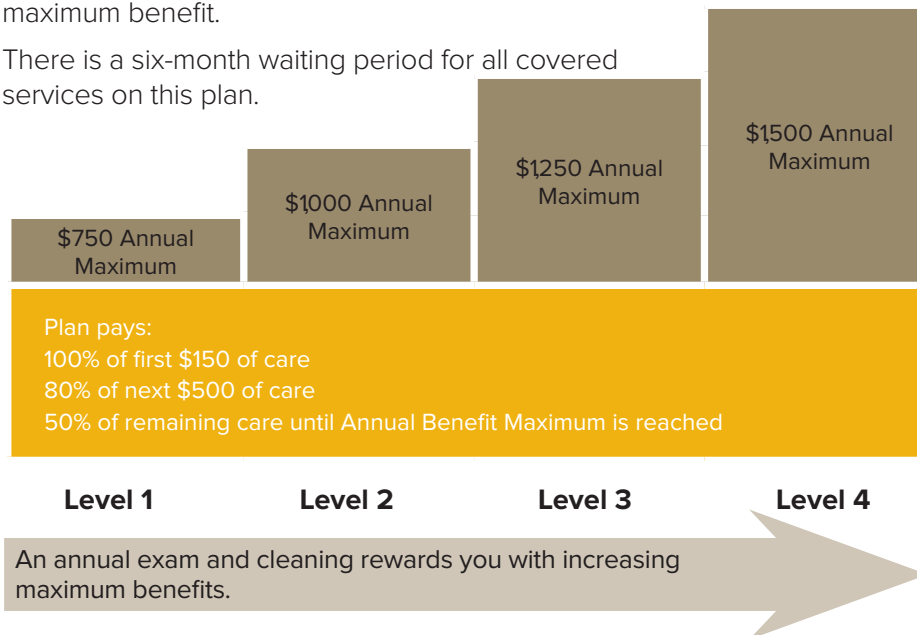 maximum benefit.
There is a six-month waiting period for all covered
services on this plan.
$750 Annual
Maximum
$1,000 Annual
Maximum
$1,250 Annual
Maximum
$1,500 Annual
Maximum
Plan pays:
100% of first $150 of care
80% of next $500 of care
50% of remaining care until Annual Benefit Maximum is reached
Level 1
Level 2
Level 3
Level 4
An annual exam and cleaning rewards you with increasing
maximum benefits.